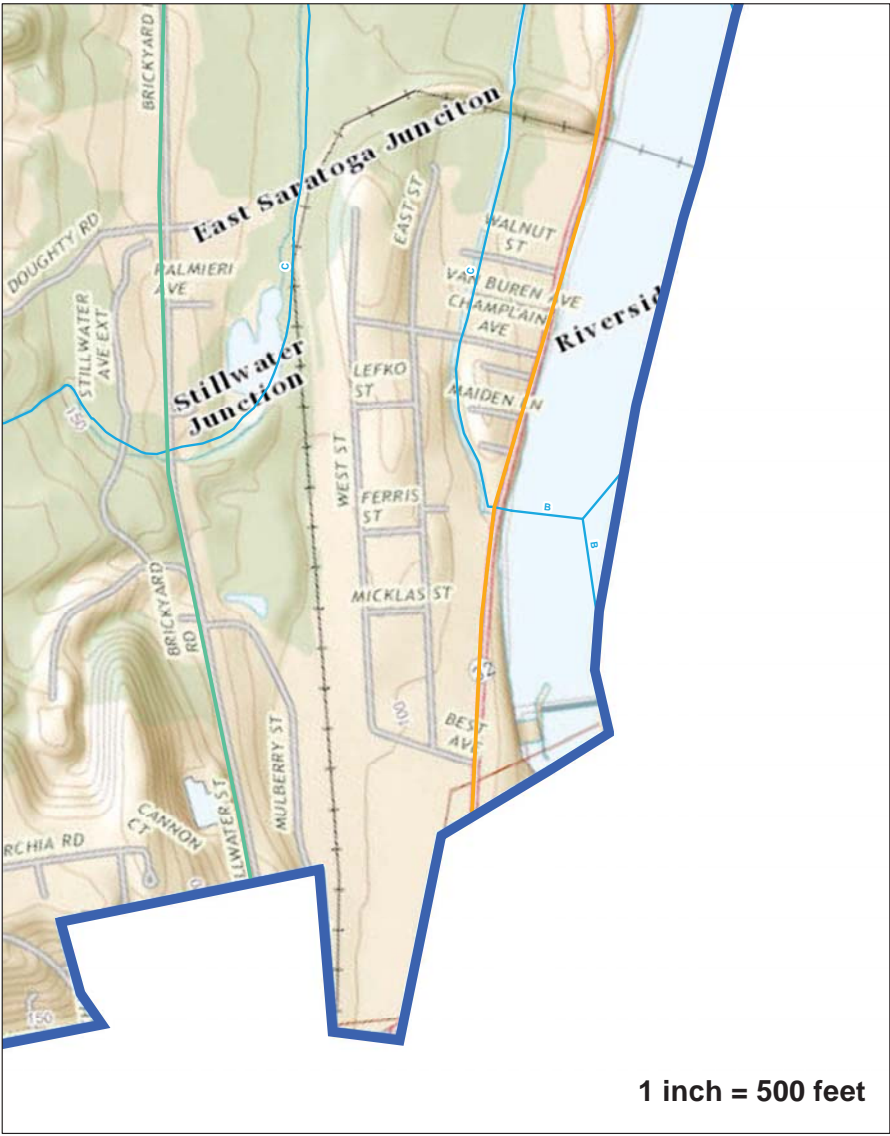 BRICKYARD
East Saratoga Junciton
EAST ST
WALNUT
ST
DOUGHTY RD
PALMIERI
AVE
C
C
VAN BUREN AVE
CHAMPLAIN
AVE
Riversid
STILLWATER
AVE EXT
Stillwater
Junction
LEFKO
ST
MAIDEN LN
150
WEST ST
FERRIS
ST
B
B
BRICKYARD
RD
MICKLAS ST
32
100
BEST
AVE
MULBERRY ST
LLWATER ST
CANNON
CT
RCHIA RD
150
1 inch = 500 feet